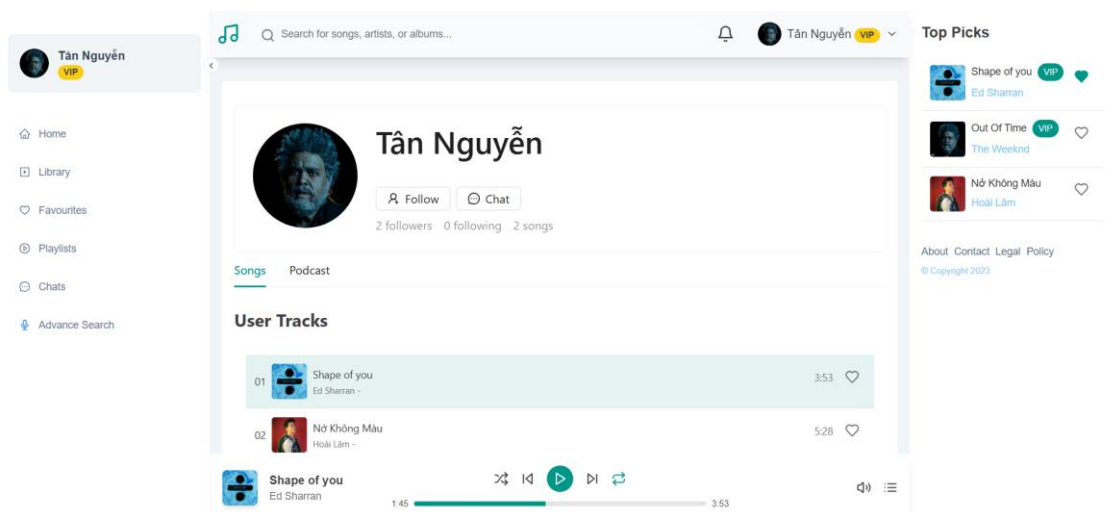 Tân Nguyễn
VIP
Home
Library
Favourites
Playlists
Chats
Advance Search
Search for songs, artists, or albums...
Tân Nguyễn VIP
Tân Nguyễn
Follow Chat
2 followers 0 following 2 songs
Songs Podcast
User Tracks
01 Shape of you 3:53
Ed Sharran -
02 Nở Không Màu 5:28
Hoài Lâm -
Top Picks
Shape of you VIP
Ed Sharran
Out Of Time VIP
The Weeknd
Nở Không Màu
Hoài Lâm
About Contact Legal Policy
© Copyright 2023
Shape of you
Ed Sharran
1:45 3:53